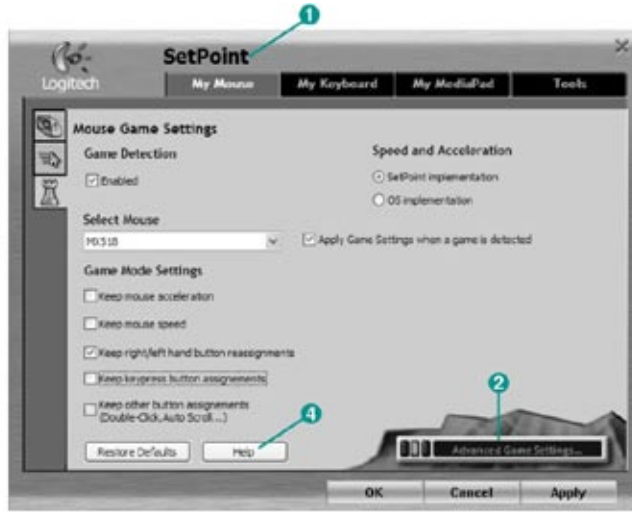 1
SetPoint
Logitech
My Mouse My Keyboard My MediaPad Tools
Mouse Game Settings
Game Detection
Enabled
Speed and Acceleration
SetPoint implementation
OS implementation
Select Mouse
MX518
Apply Game Settings when a game is detected
Game Mode Settings
Keep mouse acceleration
Keep mouse speed
Keep right/left hand button reassignments
Keep keypress button assignements
Keep other button assignements
(Double-Click, Auto Scroll...)
2
4
Restore Defaults Help
Advanced Game Settings...
OK Cancel Apply